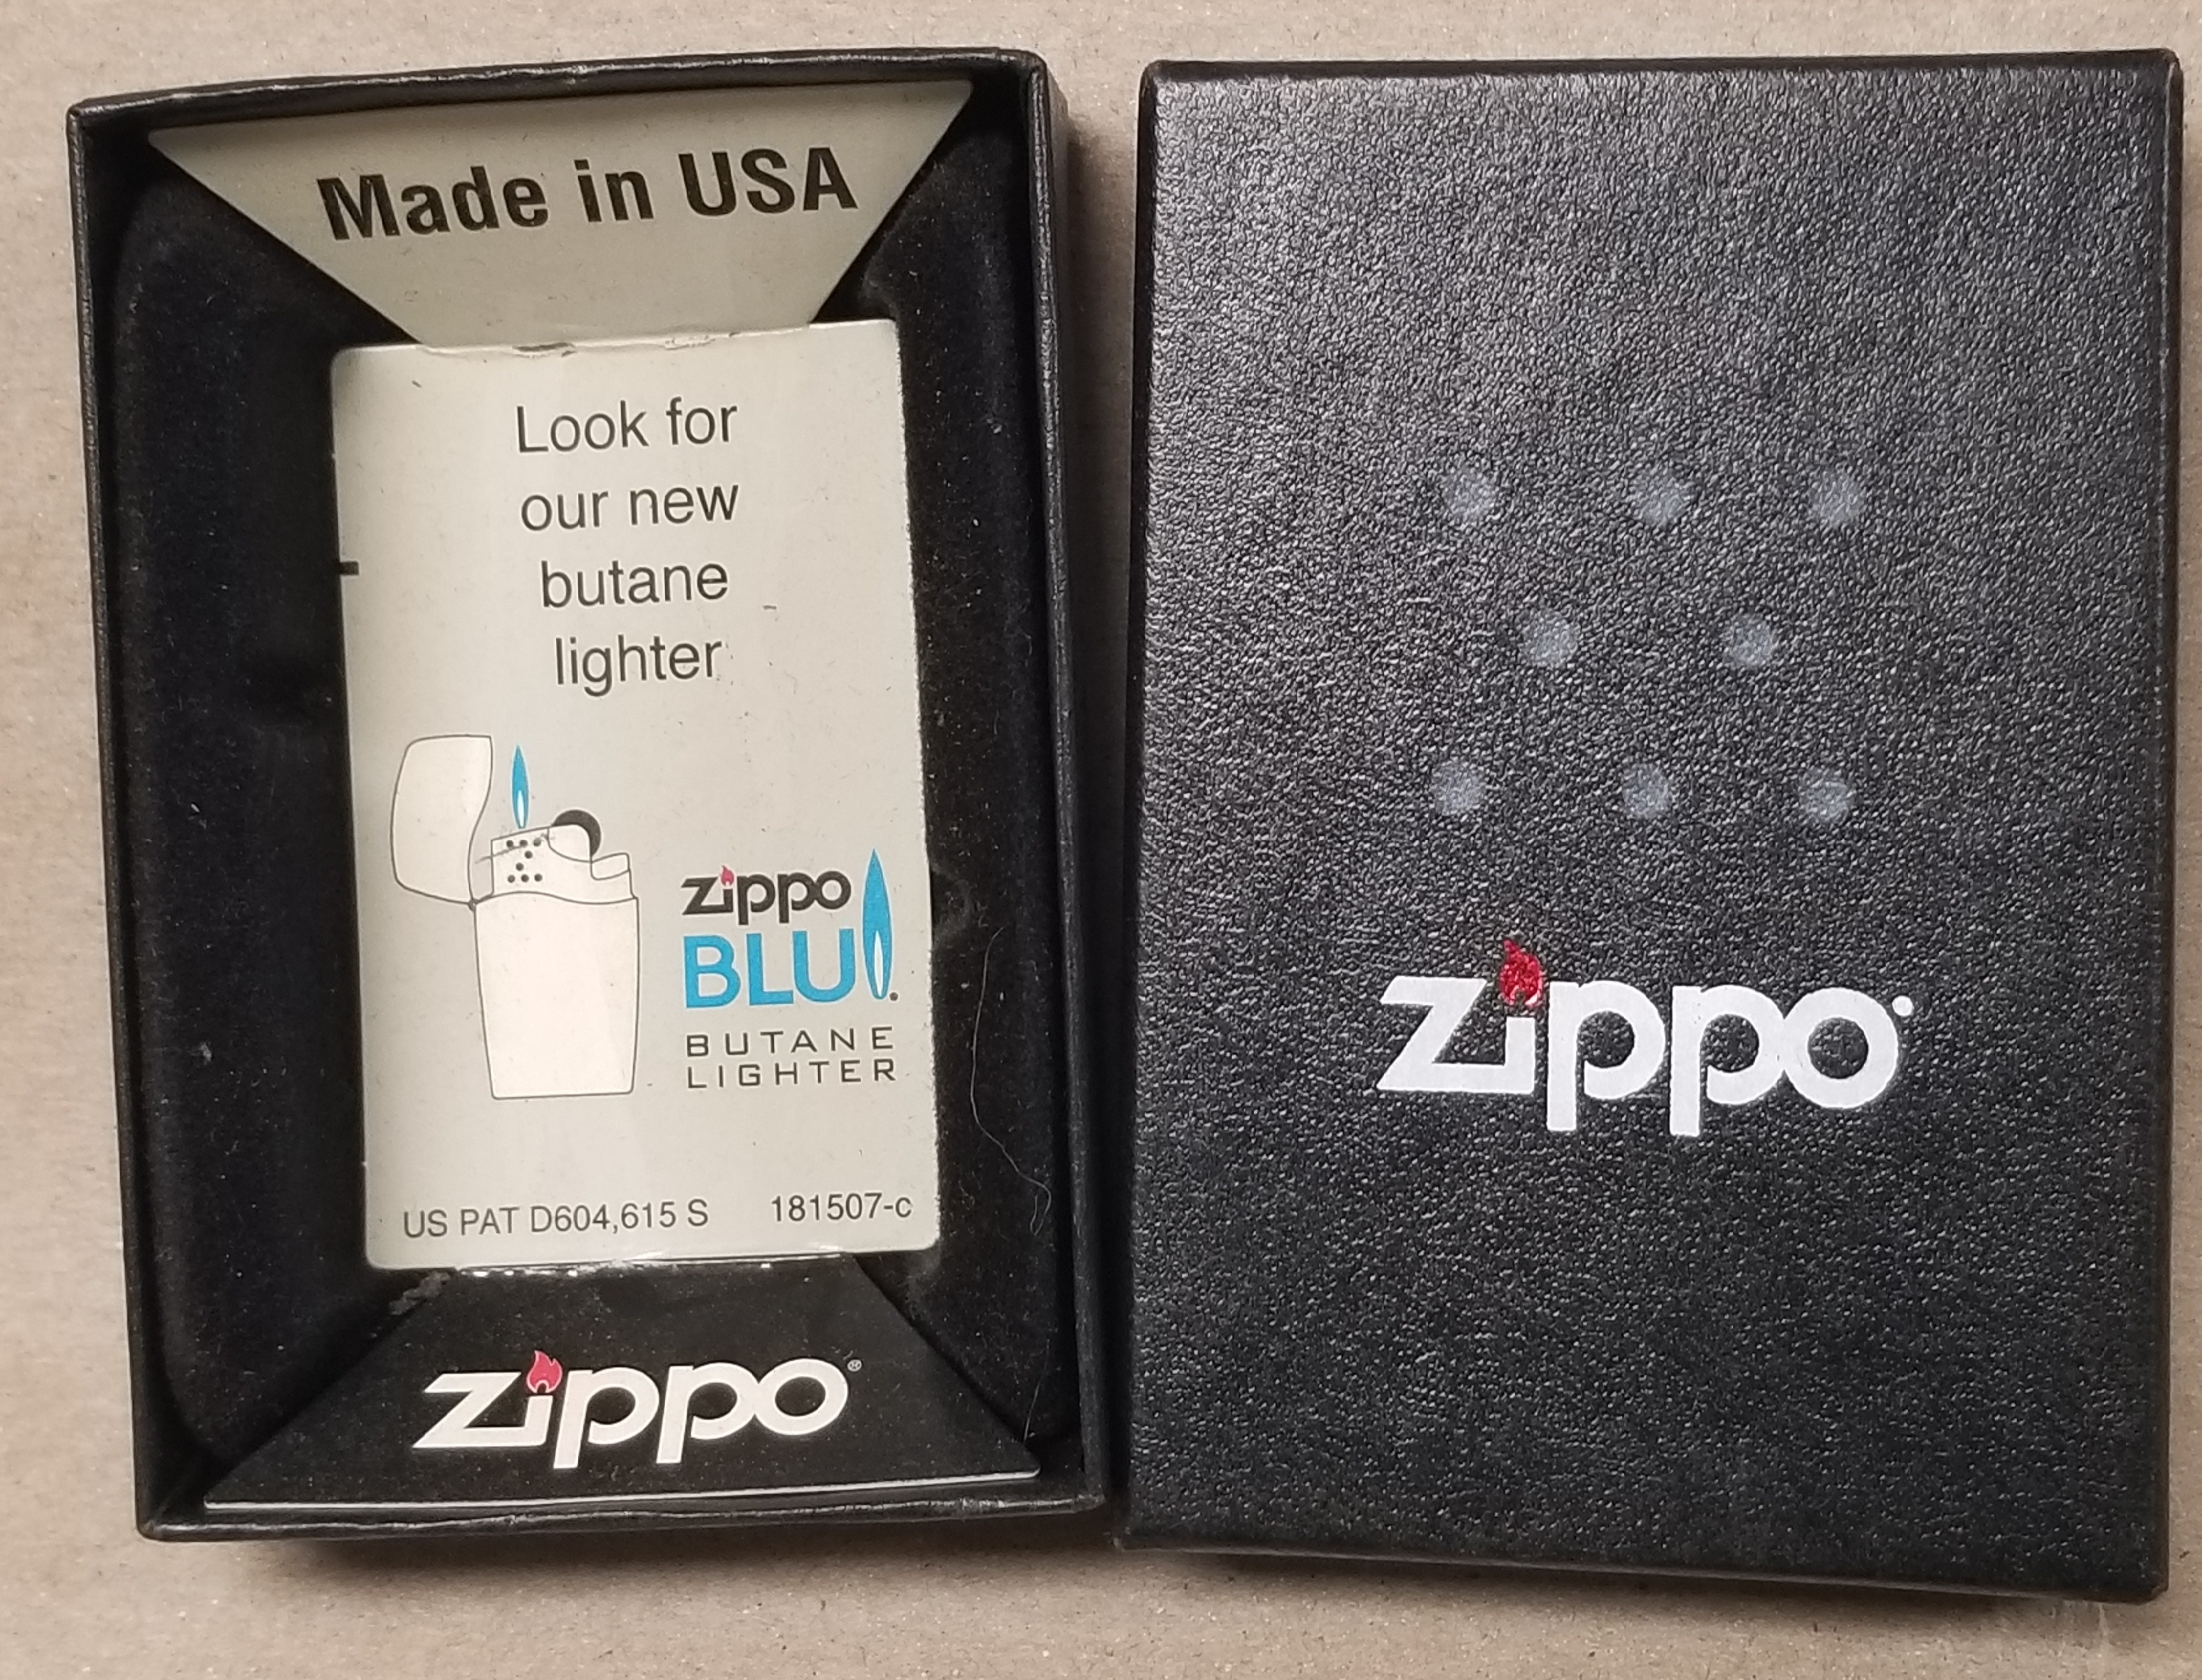 Made in USA
Look for
our new
butane
lighter
zippo
BLU
BUTANE
LIGHTER
US PAT D604,615 S 181507-c
zippo®
zippo